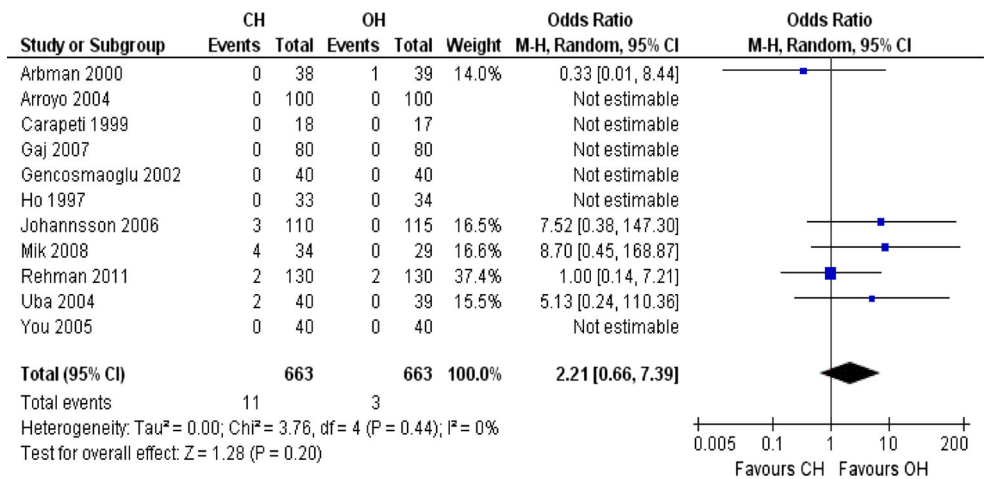 CH OH Odds Ratio Odds Ratio
Study or Subgroup Events Total Events Total Weight M-H, Random, 95% CI M-H, Random, 95% CI
Arbman 2000 0 38 1 39 14.0% 0.33 [0.01, 8.44]
Arroyo 2004 0 100 0 100 Not estimable
Carapeti 1999 0 18 0 17 Not estimable
Gaj 2007 0 80 0 80 Not estimable
Gencosmaoglu 2002 0 40 0 40 Not estimable
Ho 1997 0 33 0 34 Not estimable
Johannsson 2006 3 110 0 115 16.5% 7.52 [0.38, 147.30]
Mik 2008 4 34 0 29 16.6% 8.70 [0.45, 168.87]
Rehman 2011 2 130 2 130 37.4% 1.00 [0.14, 7.21]
Uba 2004 2 40 0 39 15.5% 5.13 [0.24, 110.36]
You 2005 0 40 0 40 Not estimable
Total (95% CI) 663 663 100.0% 2.21 [0.66, 7.39]
Total events 11 3
Heterogeneity: Tau² = 0.00; Chi² = 3.76, df = 4 (P = 0.44); I² = 0%
Test for overall effect: Z = 1.28 (P = 0.20)
0.005 0.1 1 10 200
Favours CH Favours OH